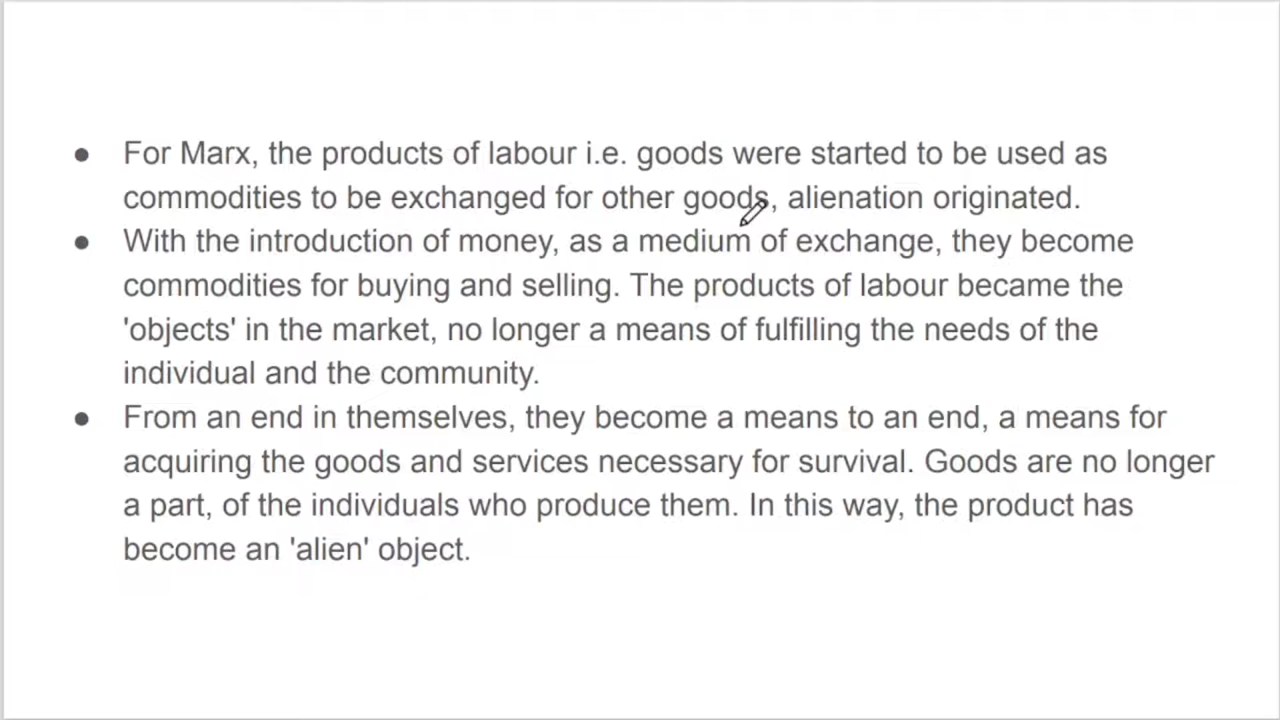 ● For Marx, the products of labour i.e. goods were started to be used as
commodities to be exchanged for other goods, alienation originated.
● With the introduction of money, as a medium of exchange, they become
commodities for buying and selling. The products of labour became the
'objects' in the market, no longer a means of fulfilling the needs of the
individual and the community.
● From an end in themselves, they become a means to an end, a means for
acquiring the goods and services necessary for survival. Goods are no longer
a part, of the individuals who produce them. In this way, the product has
become an 'alien' object.